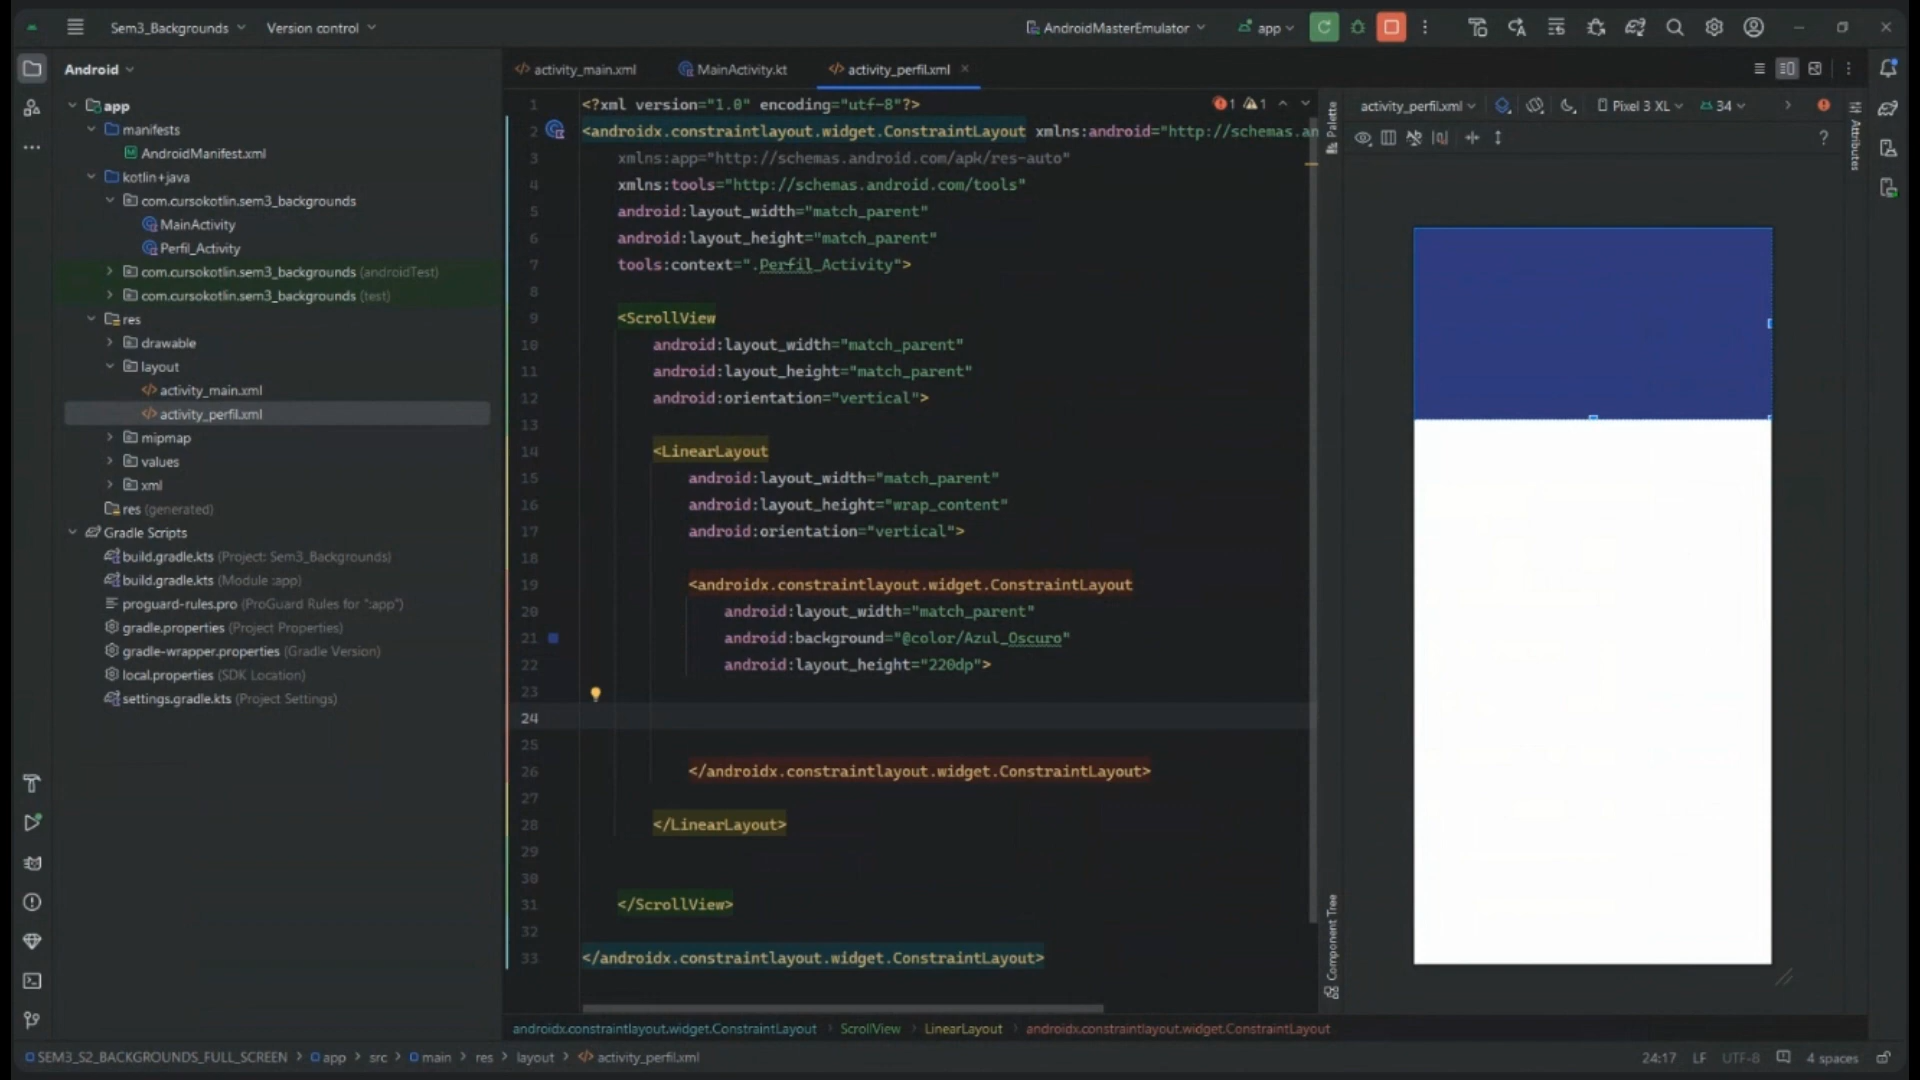 Sem3_Backgrounds
Version control
AndroidMasterEmulator
app
Android
activity_main.xml
MainActivity.kt
activity_perfil.xml
app
manifests
AndroidManifest.xml
kotlin+java
com.cursokotlin.sem3_backgrounds
MainActivity
Perfil_Activity
com.cursokotlin.sem3_backgrounds (androidTest)
com.cursokotlin.sem3_backgrounds (test)
res
drawable
layout
activity_main.xml
activity_perfil.xml
mipmap
values
xml
res (generated)
Gradle Scripts
build.gradle.kts (Project: Sem3_Backgrounds)
build.gradle.kts (Module :app)
proguard-rules.pro (ProGuard Rules for ":app")
gradle.properties (Project Properties)
gradle-wrapper.properties (Gradle Version)
local.properties (SDK Location)
settings.gradle.kts (Project Settings)
1 <?xml version="1.0" encoding="utf-8"?>
2 <androidx.constraintlayout.widget.ConstraintLayout xmlns:android="http://schemas.an
3 xmlns:app="http://schemas.android.com/apk/res-auto"
4 xmlns:tools="http://schemas.android.com/tools"
5 android:layout_width="match_parent"
6 android:layout_height="match_parent"
7 tools:context=".Perfil_Activity">
8
9 <ScrollView
10 android:layout_width="match_parent"
11 android:layout_height="match_parent"
12 android:orientation="vertical">
13
14 <LinearLayout
15 android:layout_width="match_parent"
16 android:layout_height="wrap_content"
17 android:orientation="vertical">
18
19 <androidx.constraintlayout.widget.ConstraintLayout
20 android:layout_width="match_parent"
21 android:background="@color/Azul_Oscuro"
22 android:layout_height="220dp">
23
24
25
26 </androidx.constraintlayout.widget.ConstraintLayout>
27
28 </LinearLayout>
29
30
31 </ScrollView>
32
33 </androidx.constraintlayout.widget.ConstraintLayout>
1 1
Palette
Component Tree
activity_perfil.xml
Pixel 3 XL
34
?
Attributes
androidx.constraintlayout.widget.ConstraintLayout › ScrollView › LinearLayout › androidx.constraintlayout.widget.ConstraintLayout
SEM3_S2_BACKGROUNDS_FULL_SCREEN > app > src > main > res > layout > activity_perfil.xml
24:17 LF UTF-8 4 spaces